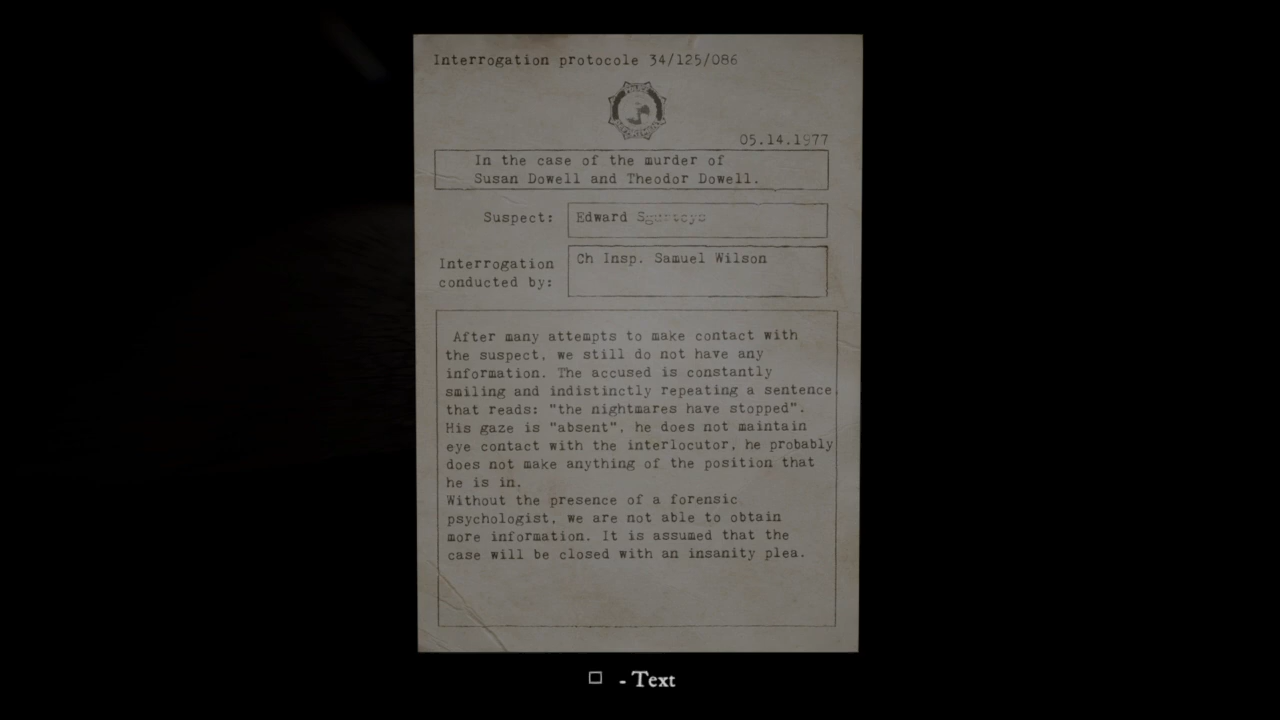 Interrogation protocole 34/125/086
POLICE
DEPARTMENT
05.14.1977
In the case of the murder of
Susan Dowell and Theodor Dowell.
Suspect:
Edward
Interrogation
conducted by:
Ch Insp. Samuel Wilson
After many attempts to make contact with
the suspect, we still do not have any
information. The accused is constantly
smiling and indistinctly repeating a sentence
that reads: "the nightmares have stopped".
His gaze is "absent", he does not maintain
eye contact with the interlocutor, he probably
does not make anything of the position that
he is in.
Without the presence of a forensic
psychologist, we are not able to obtain
more information. It is assumed that the
case will be closed with an insanity plea.
□ - Text